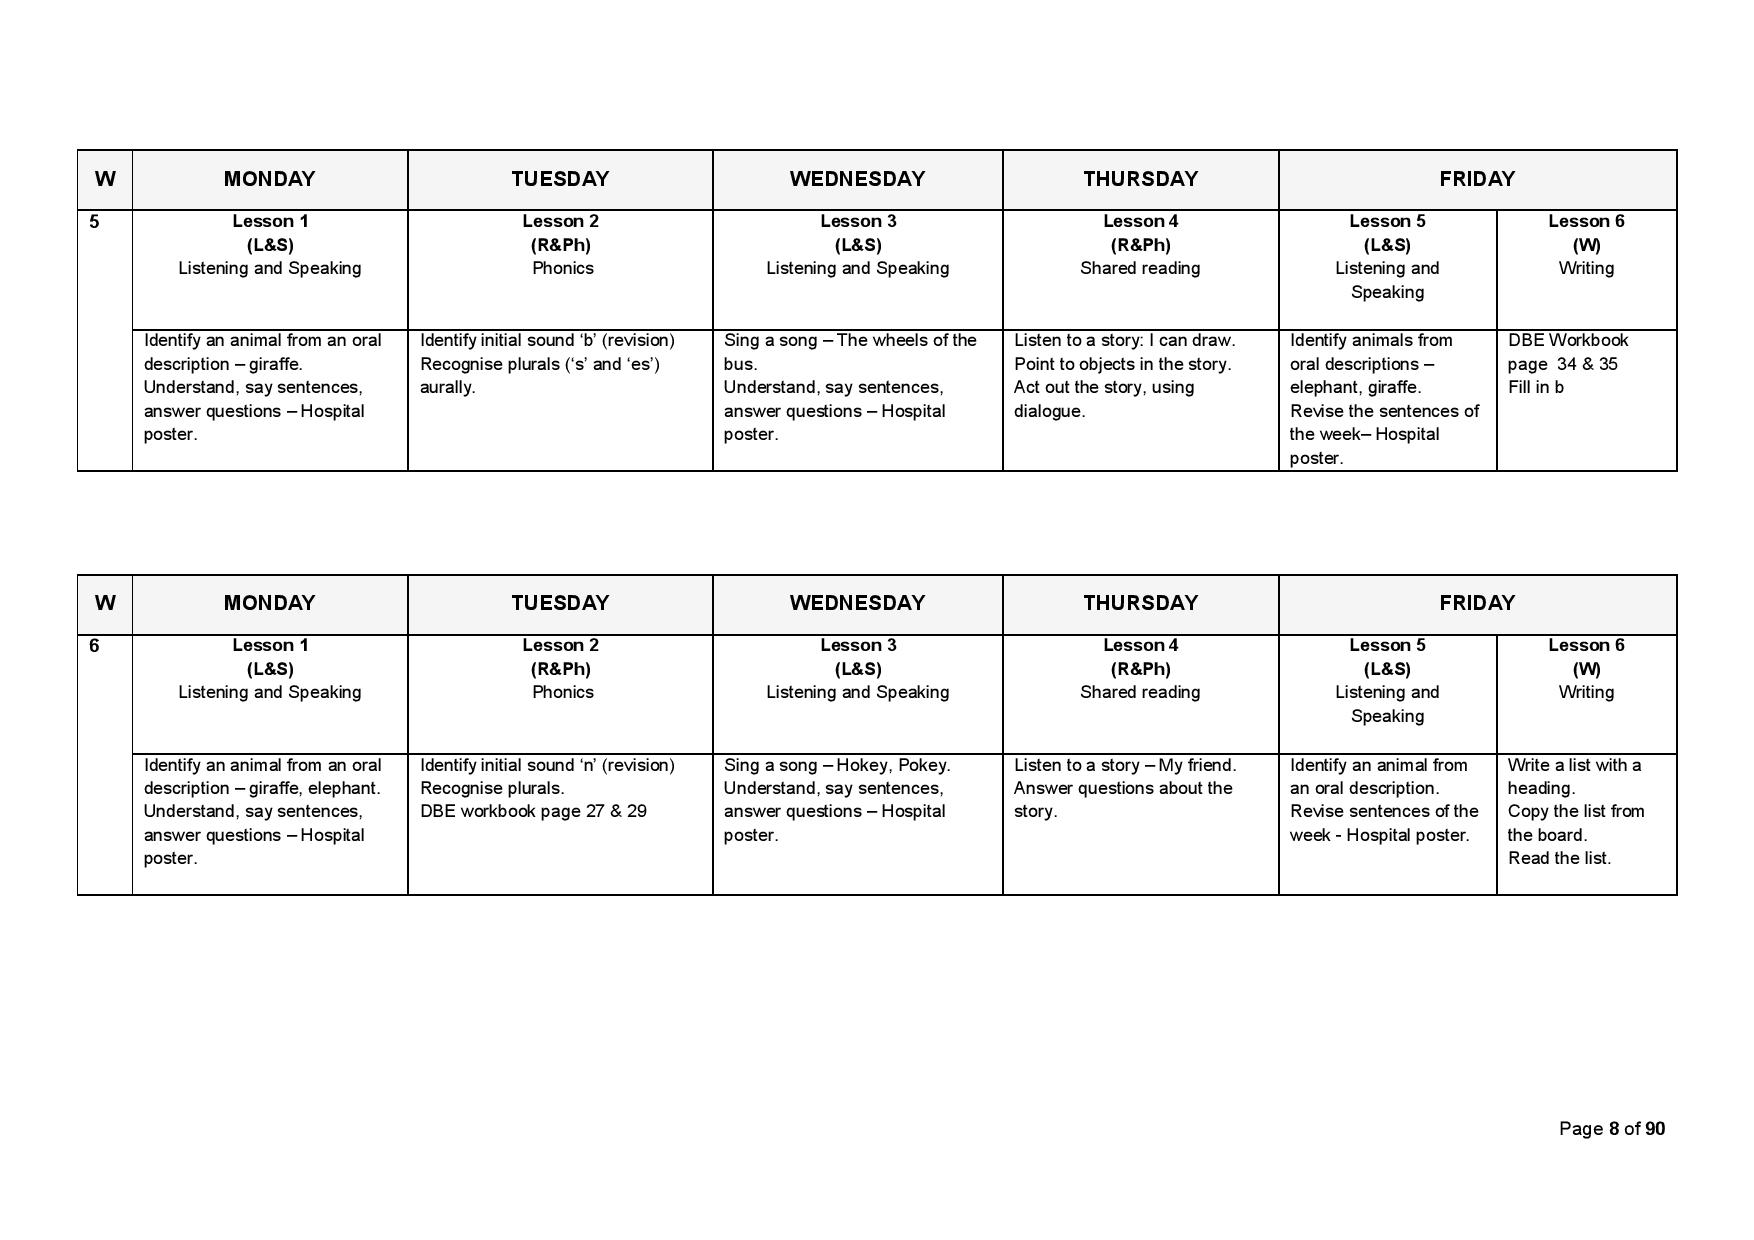 W MONDAY TUESDAY WEDNESDAY THURSDAY FRIDAY
5
Lesson 1
(L&S)
Listening and Speaking
Lesson 2
(R&Ph)
Phonics
Lesson 3
(L&S)
Listening and Speaking
Lesson 4
(R&Ph)
Shared reading
Lesson 5
(L&S)
Listening and
Speaking
Lesson 6
(W)
Writing
Identify an animal from an oral
description – giraffe.
Understand, say sentences,
answer questions – Hospital
poster.
Identify initial sound ‘b’ (revision)
Recognise plurals (‘s’ and ‘es’)
aurally.
Sing a song – The wheels of the
bus.
Understand, say sentences,
answer questions – Hospital
poster.
Listen to a story: I can draw.
Point to objects in the story.
Act out the story, using
dialogue.
Identify animals from
oral descriptions –
elephant, giraffe.
Revise the sentences of
the week– Hospital
poster.
DBE Workbook
page  34 & 35
Fill in b
W MONDAY TUESDAY WEDNESDAY THURSDAY FRIDAY
6
Lesson 1
(L&S)
Listening and Speaking
Lesson 2
(R&Ph)
Phonics
Lesson 3
(L&S)
Listening and Speaking
Lesson 4
(R&Ph)
Shared reading
Lesson 5
(L&S)
Listening and
Speaking
Lesson 6
(W)
Writing
Identify an animal from an oral
description – giraffe, elephant.
Understand, say sentences,
answer questions – Hospital
poster.
Identify initial sound ‘n’ (revision)
Recognise plurals.
DBE workbook page 27 & 29
Sing a song – Hokey, Pokey.
Understand, say sentences,
answer questions – Hospital
poster.
Listen to a story – My friend.
Answer questions about the
story.
Identify an animal from
an oral description.
Revise sentences of the
week - Hospital poster.
Write a list with a
heading.
Copy the list from
the board.
Read the list.
Page 8 of 90